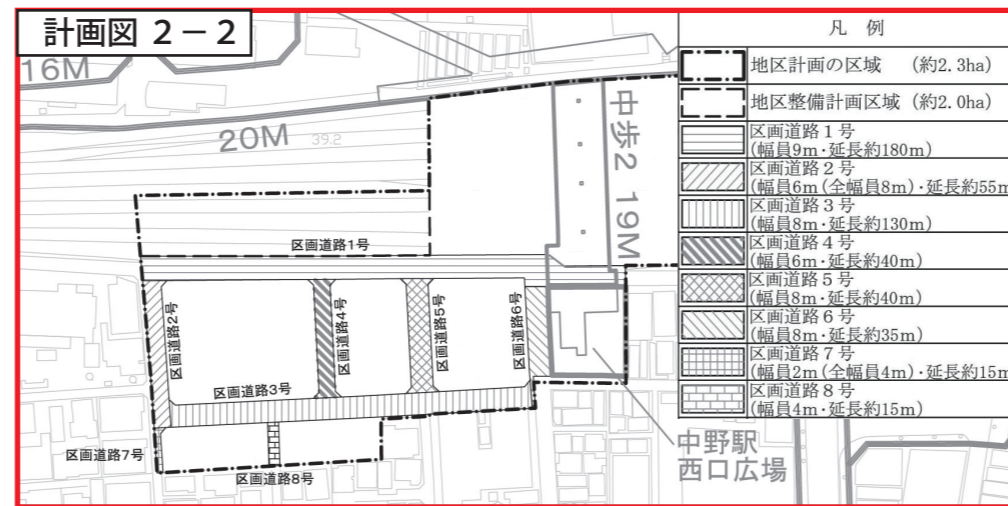 計画図 2－2
16M
20M
39.2
中歩2 19M
区画道路1号
区画道路2号
区画道路4号
区画道路5号
区画道路6号
区画道路3号
区画道路7号
区画道路8号
中野駅
西口広場
凡 例
地区計画の区域 (約2.3ha)
地区整備計画区域 (約2.0ha)
区画道路1号
(幅員9m・延長約180m)
区画道路2号
(幅員6m(全幅員8m)・延長約55m
区画道路3号
(幅員8m・延長約130m)
区画道路4号
(幅員6m・延長約40m)
区画道路5号
(幅員8m・延長約40m)
区画道路6号
(幅員8m・延長約35m)
区画道路7号
(幅員2m(全幅員4m)・延長約15m
区画道路8号
(幅員4m・延長約15m)